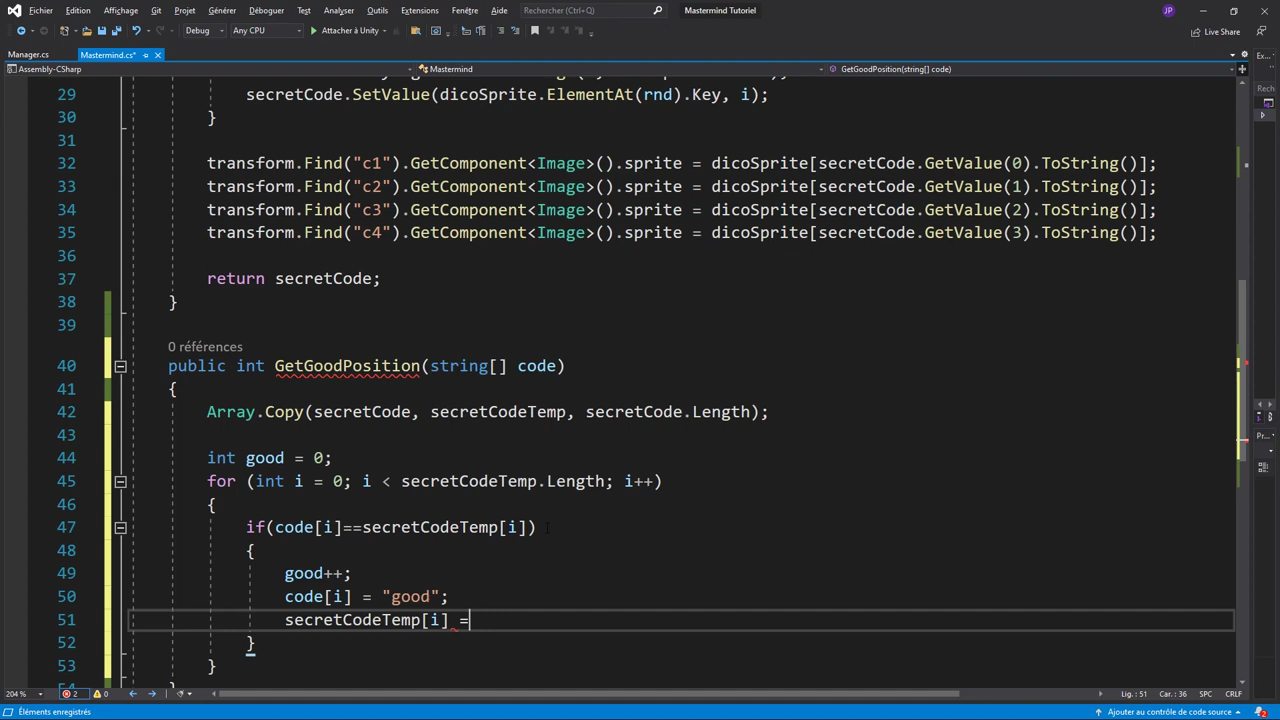 Fichier Edition Affichage Git Projet Générer Déboguer Test Analyser Outils Extensions Fenêtre Aide Rechercher (Ctrl+Q) Mastermind Tutoriel JP
Debug Any CPU Attacher à Unity Live Share
Manager.cs Mastermind.cs* Ex...
Assembly-CSharp Mastermind GetGoodPosition(string[] code)
Rech
29 secretCode.SetValue(dicoSprite.ElementAt(rnd).Key, i);
30 }
31
32 transform.Find("c1").GetComponent<Image>().sprite = dicoSprite[secretCode.GetValue(0).ToString()];
33 transform.Find("c2").GetComponent<Image>().sprite = dicoSprite[secretCode.GetValue(1).ToString()];
34 transform.Find("c3").GetComponent<Image>().sprite = dicoSprite[secretCode.GetValue(2).ToString()];
35 transform.Find("c4").GetComponent<Image>().sprite = dicoSprite[secretCode.GetValue(3).ToString()];
36
37 return secretCode;
38 }
39
0 références
40 public int GetGoodPosition(string[] code)
41 {
42 Array.Copy(secretCode, secretCodeTemp, secretCode.Length);
43
44 int good = 0;
Pr...
45 for (int i = 0; i < secretCodeTemp.Length; i++)
46 {
47 if(code[i]==secretCodeTemp[i])
48 {
49 good++;
50 code[i] = "good";
51 secretCodeTemp[i] =
52 }
53 }
204 % 2 0 Lig. : 51 Car. : 36 SPC CRLF
Éléments enregistrés Ajouter au contrôle de code source 2